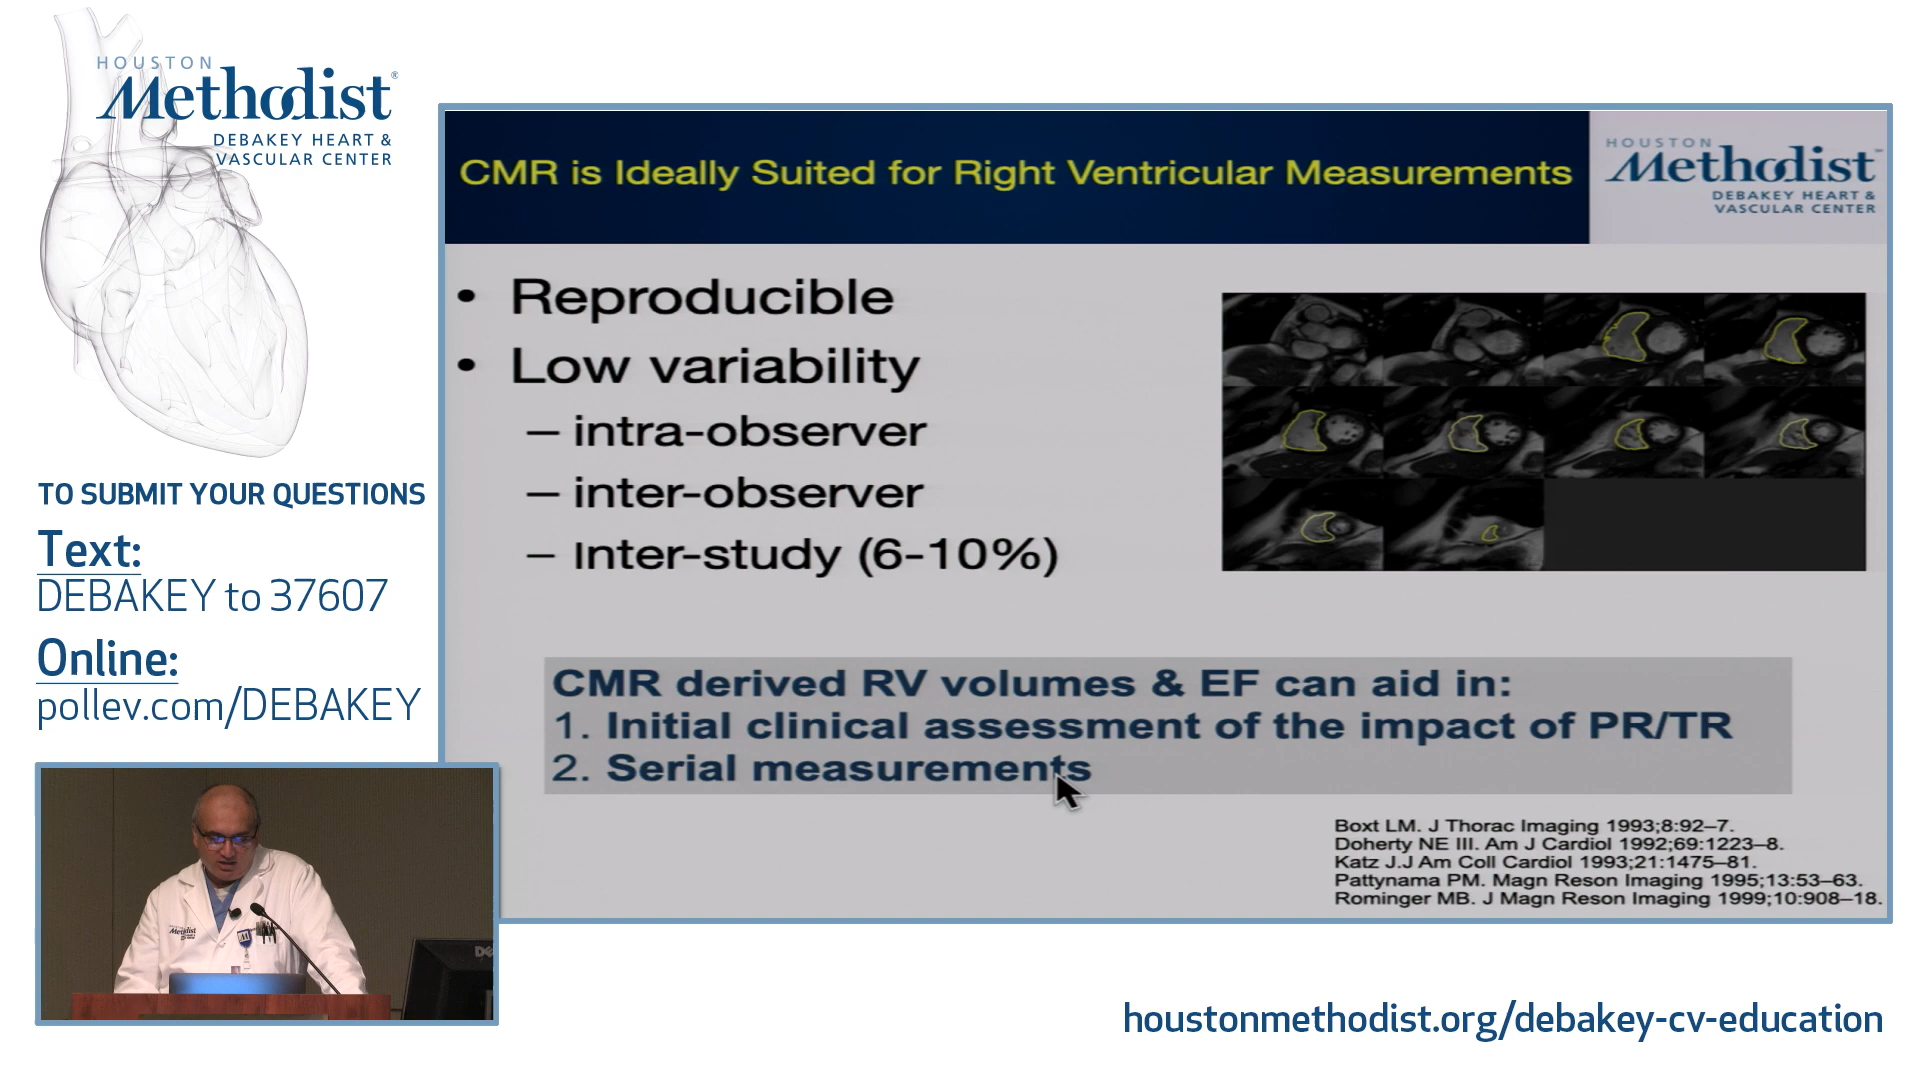 HOUSTON
Methodist®
DEBAKEY HEART &
VASCULAR CENTER
TO SUBMIT YOUR QUESTIONS
Text:
DEBAKEY to 37607
Online:
pollev.com/DEBAKEY
CMR is Ideally Suited for Right Ventricular Measurements
HOUSTON
Methodist
DEBAKEY HEART &
VASCULAR CENTER
• Reproducible
• Low variability
– intra-observer
– inter-observer
– Inter-study (6-10%)
CMR derived RV volumes & EF can aid in:
1. Initial clinical assessment of the impact of PR/TR
2. Serial measurements
Boxt LM. J Thorac Imaging 1993;8:92–7.
Doherty NE III. Am J Cardiol 1992;69:1223–8.
Katz J.J Am Coll Cardiol 1993;21:1475–81.
Pattynama PM. Magn Reson Imaging 1995;13:53–63.
Rominger MB. J Magn Reson Imaging 1999;10:908–18.
Methodist
houstonmethodist.org/debakey-cv-education